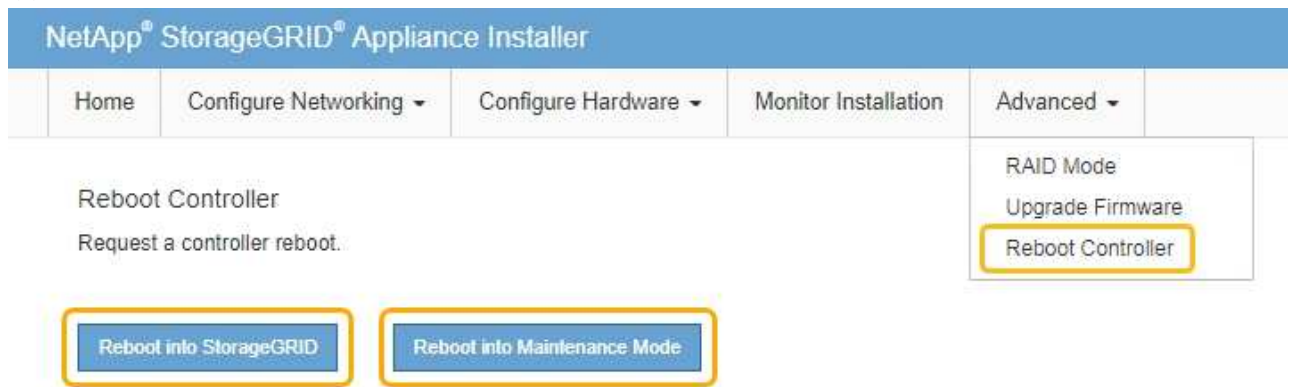 NetApp® StorageGRID® Appliance Installer
Home Configure Networking Configure Hardware Monitor Installation Advanced
RAID Mode
Upgrade Firmware
Reboot Controller
Reboot Controller
Request a controller reboot.
Reboot into StorageGRID Reboot into Maintenance Mode